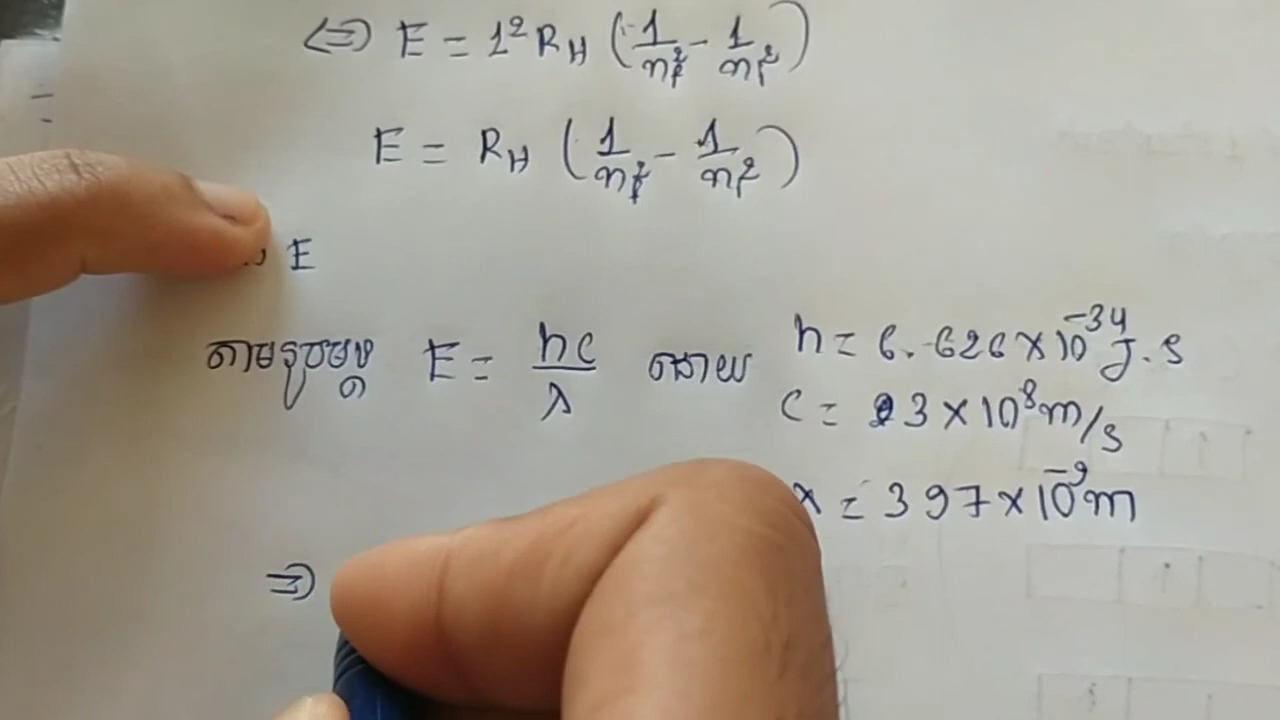 ⇔ E = 1² R_H (1/n_f² - 1/n_i²)
E = R_H (1/n_f² - 1/n_i²)
E
តាមរូបមន្ត E = hc/λ ដោយ h = 6.626 × 10⁻³⁴ J.s
c = 3 × 10⁸ m/s
λ = 397 × 10⁻⁹ m
⇒